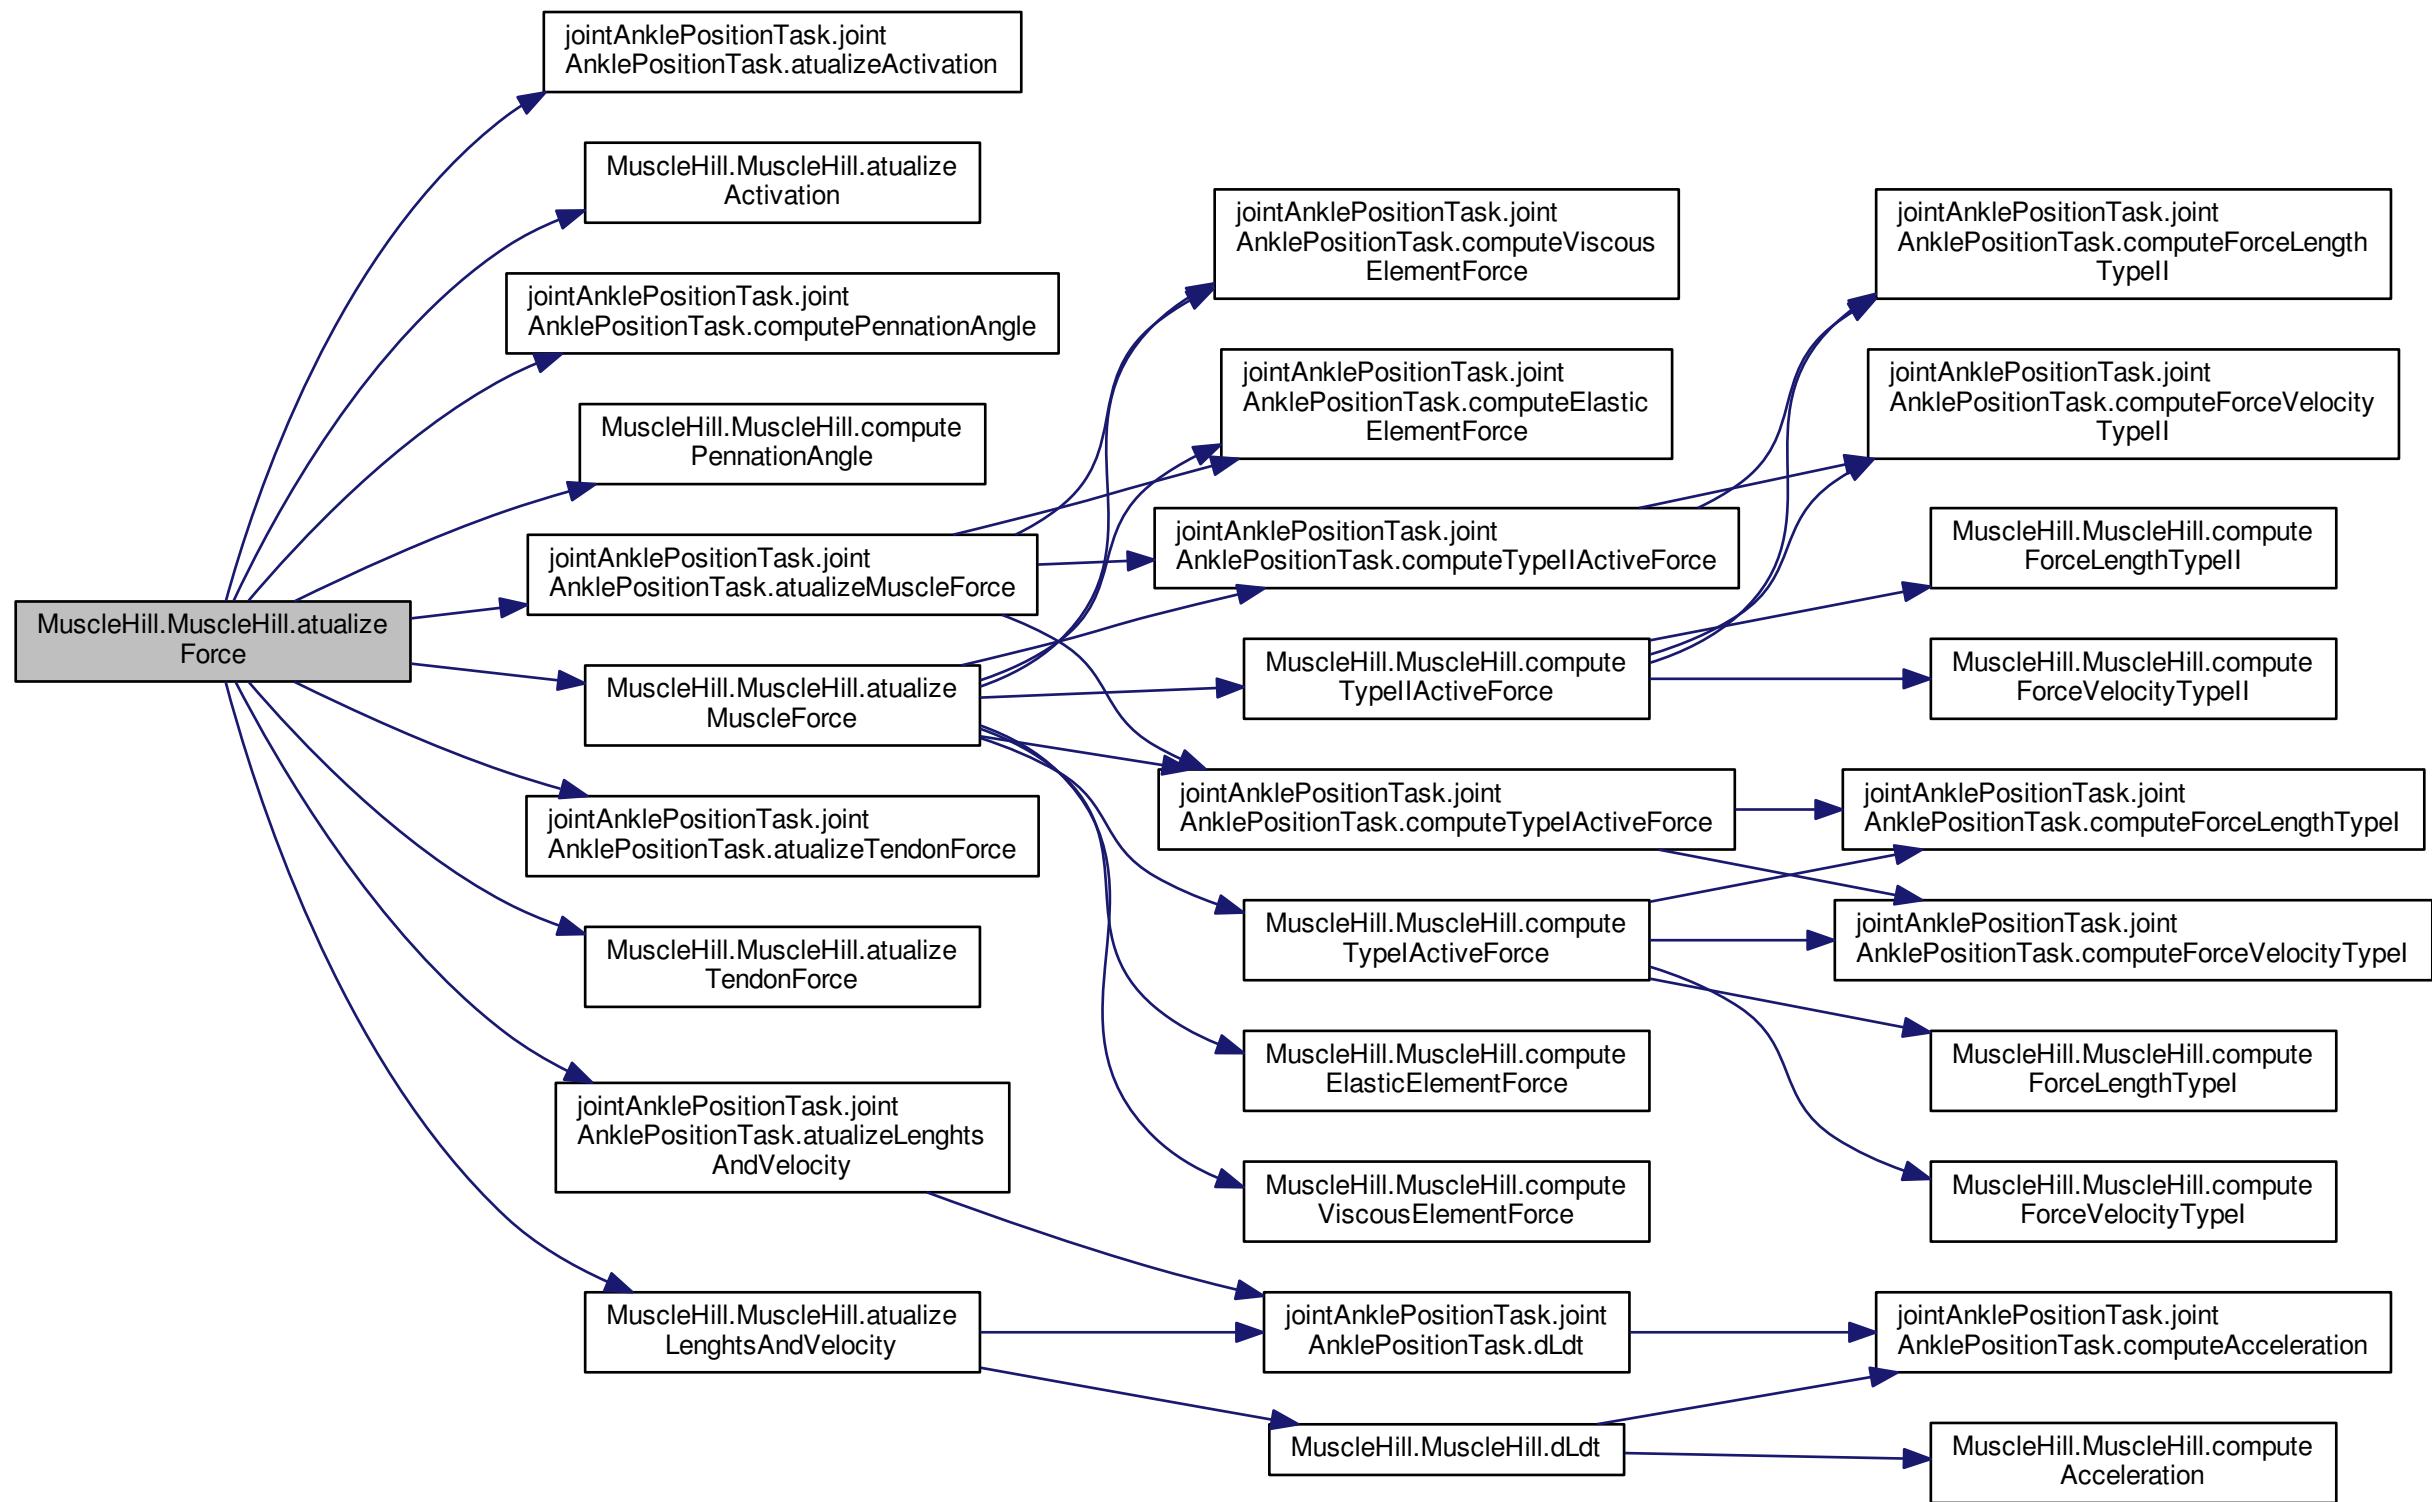 MuscleHill.MuscleHill.atualize
Force
jointAnklePositionTask.joint
AnklePositionTask.atualizeActivation
MuscleHill.MuscleHill.atualize
Activation
jointAnklePositionTask.joint
AnklePositionTask.computePennationAngle
MuscleHill.MuscleHill.compute
PennationAngle
jointAnklePositionTask.joint
AnklePositionTask.atualizeMuscleForce
MuscleHill.MuscleHill.atualize
MuscleForce
jointAnklePositionTask.joint
AnklePositionTask.atualizeTendonForce
MuscleHill.MuscleHill.atualize
TendonForce
jointAnklePositionTask.joint
AnklePositionTask.atualizeLenghts
AndVelocity
MuscleHill.MuscleHill.atualize
LenghtsAndVelocity
jointAnklePositionTask.joint
AnklePositionTask.computeViscous
ElementForce
jointAnklePositionTask.joint
AnklePositionTask.computeElastic
ElementForce
jointAnklePositionTask.joint
AnklePositionTask.computeTypeIIActiveForce
MuscleHill.MuscleHill.compute
TypeIIActiveForce
jointAnklePositionTask.joint
AnklePositionTask.computeTypeIActiveForce
MuscleHill.MuscleHill.compute
TypeIActiveForce
MuscleHill.MuscleHill.compute
ElasticElementForce
MuscleHill.MuscleHill.compute
ViscousElementForce
jointAnklePositionTask.joint
AnklePositionTask.dLdt
MuscleHill.MuscleHill.dLdt
jointAnklePositionTask.joint
AnklePositionTask.computeForceLength
TypeII
jointAnklePositionTask.joint
AnklePositionTask.computeForceVelocity
TypeII
MuscleHill.MuscleHill.compute
ForceLengthTypeII
MuscleHill.MuscleHill.compute
ForceVelocityTypeII
jointAnklePositionTask.joint
AnklePositionTask.computeForceLengthTypeI
jointAnklePositionTask.joint
AnklePositionTask.computeForceVelocityTypeI
MuscleHill.MuscleHill.compute
ForceLengthTypeI
MuscleHill.MuscleHill.compute
ForceVelocityTypeI
jointAnklePositionTask.joint
AnklePositionTask.computeAcceleration
MuscleHill.MuscleHill.compute
Acceleration